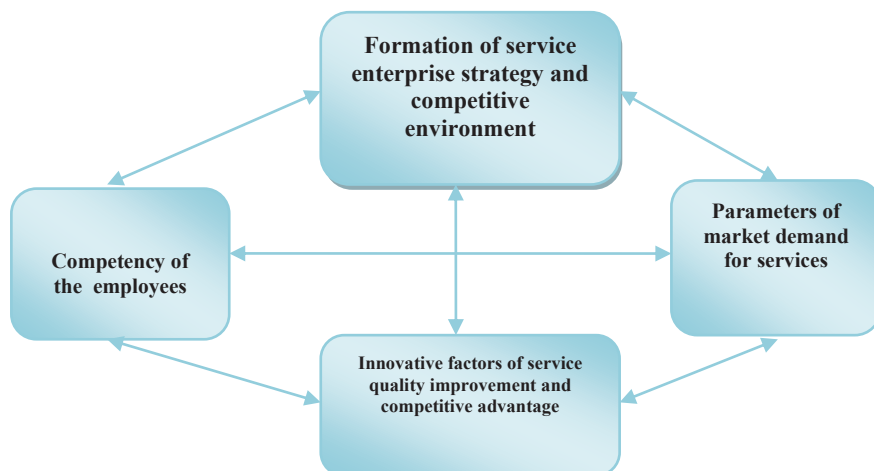 Formation of service
enterprise strategy and
competitive
environment
Competency of
the employees
Parameters of
market demand
for services
Innovative factors of service
quality improvement and
competitive advantage